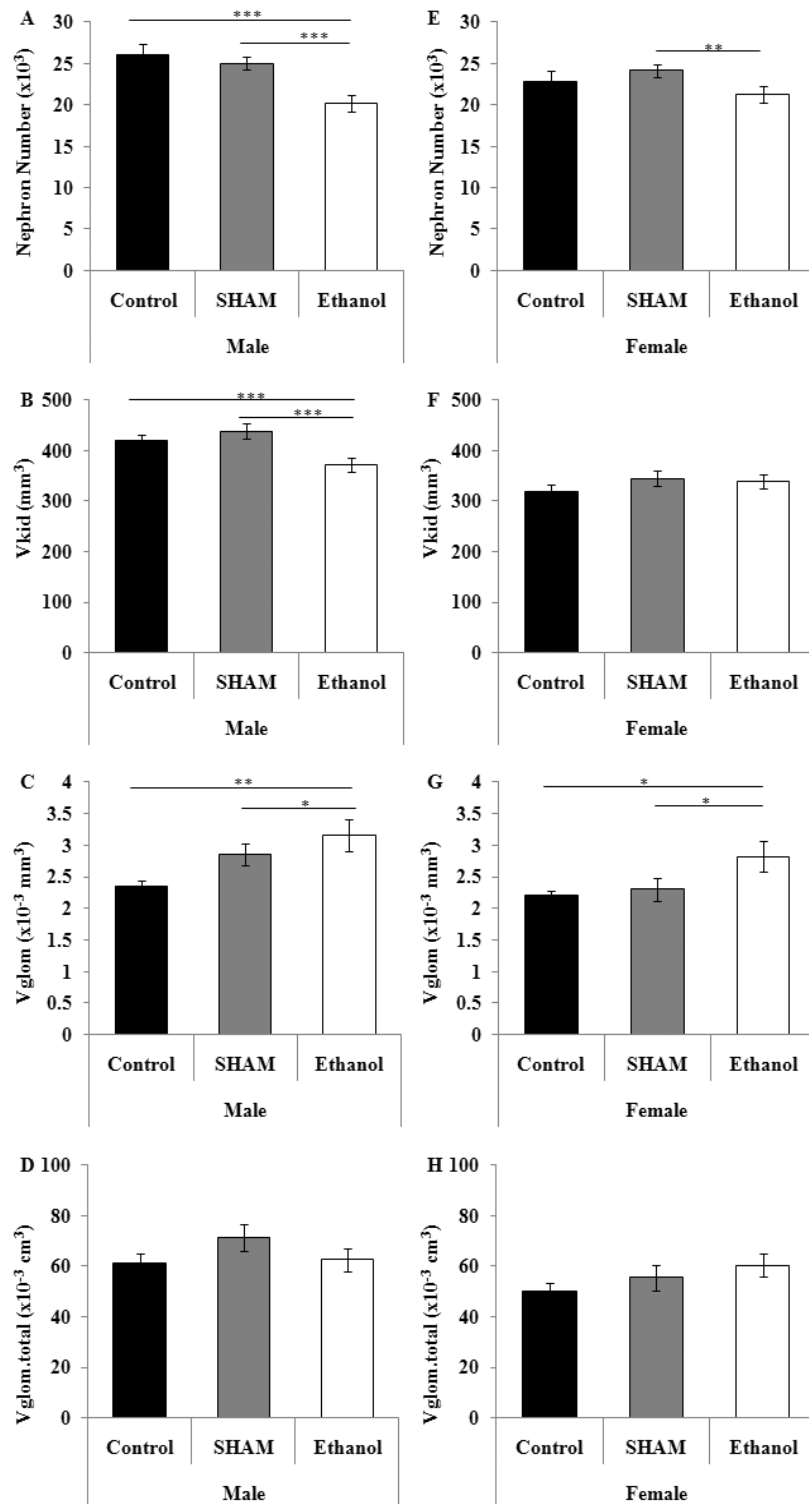 A
Nephron Number (x10³)
30
25
20
15
10
5
0
***
***
Control SHAM Ethanol
Male
E
Nephron Number (x10³)
30
25
20
15
10
5
0
**
Control SHAM Ethanol
Female
B
Vkid (mm³)
500
400
300
200
100
0
***
***
Control SHAM Ethanol
Male
F
Vkid (mm³)
500
400
300
200
100
0
Control SHAM Ethanol
Female
C
Vglom (x10⁻³ mm³)
4
3.5
3
2.5
2
1.5
1
0.5
0
**
*
Control SHAM Ethanol
Male
G
Vglom (x10⁻³ mm³)
4
3.5
3
2.5
2
1.5
1
0.5
0
*
*
Control SHAM Ethanol
Female
D
Vglom.total (x10⁻³ cm³)
100
80
60
40
20
0
Control SHAM Ethanol
Male
H
Vglom.total (x10⁻³ cm³)
100
80
60
40
20
0
Control SHAM Ethanol
Female